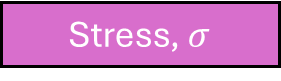 Stress, σ